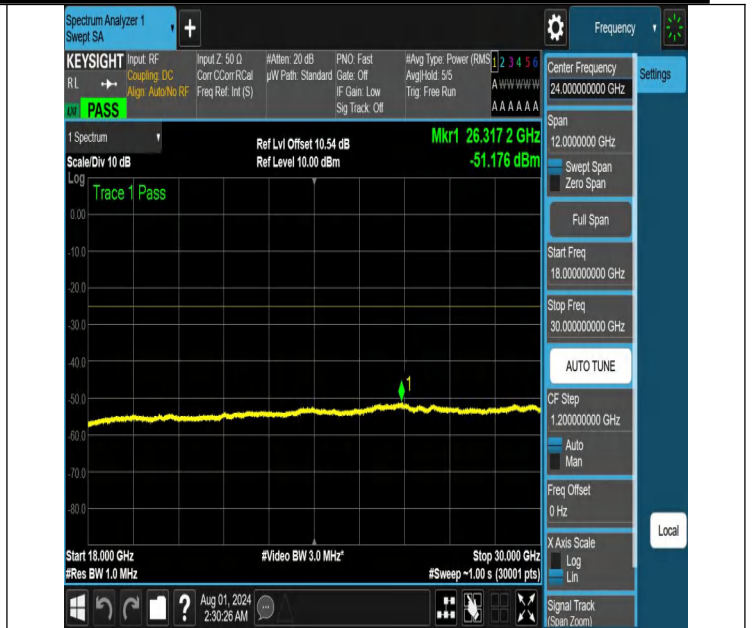 Spectrum Analyzer 1
Swept SA
+
Frequency
KEYSIGHT
RL
PASS
Input: RF
Coupling: DC
Align: Auto/No RF
Input Z: 50 Ω
Corr CCorr RCal
Freq Ref: Int (S)
#Atten: 20 dB
µW Path: Standard
PNO: Fast
Gate: Off
IF Gain: Low
Sig Track: Off
#Avg Type: Power (RMS
Avg|Hold: 5/5
Trig: Free Run
1 2 3 4 5 6
A W W W W W
A A A A A A
1 Spectrum
Scale/Div 10 dB
Ref Lvl Offset 10.54 dB
Ref Level 10.00 dBm
Mkr1 26.317 2 GHz
-51.176 dBm
Log
Trace 1 Pass
0.00
-10.0
-20.0
-30.0
-40.0
-50.0
-60.0
-70.0
-80.0
1
Start 18.000 GHz
#Res BW 1.0 MHz
#Video BW 3.0 MHz*
Stop 30.000 GHz
#Sweep ~1.00 s (30001 pts)
Aug 01, 2024
2:30:26 AM
?
Center Frequency
24.000000000 GHz
Settings
Span
12.0000000 GHz
Swept Span
Zero Span
Full Span
Start Freq
18.000000000 GHz
Stop Freq
30.000000000 GHz
AUTO TUNE
CF Step
1.200000000 GHz
Auto
Man
Freq Offset
0 Hz
X Axis Scale
Log
Lin
Local
Signal Track
(Span Zoom)